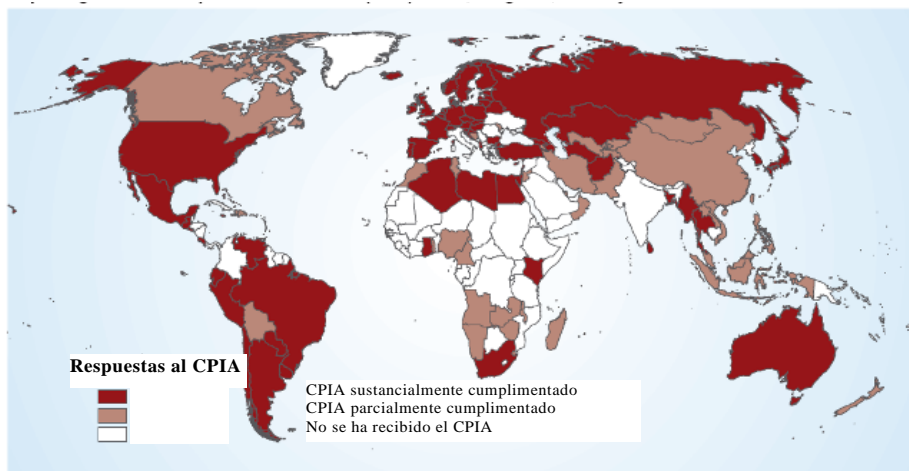 Respuestas al CPIA
CPIA sustancialmente cumplimentado
CPIA parcialmente cumplimentado
No se ha recibido el CPIA